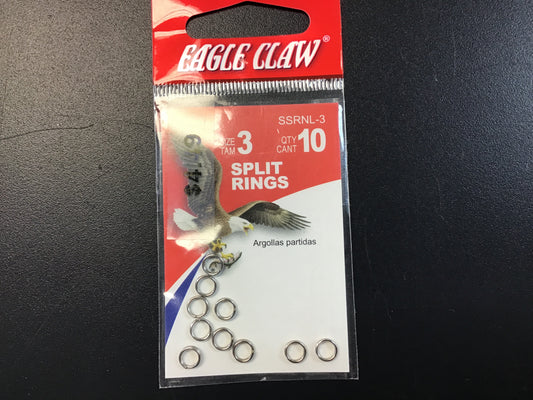 EAGLE CLAW®
SSRNL-3
SIZE TAM 3 QTY CANT 10
SPLIT
RINGS
Argollas partidas